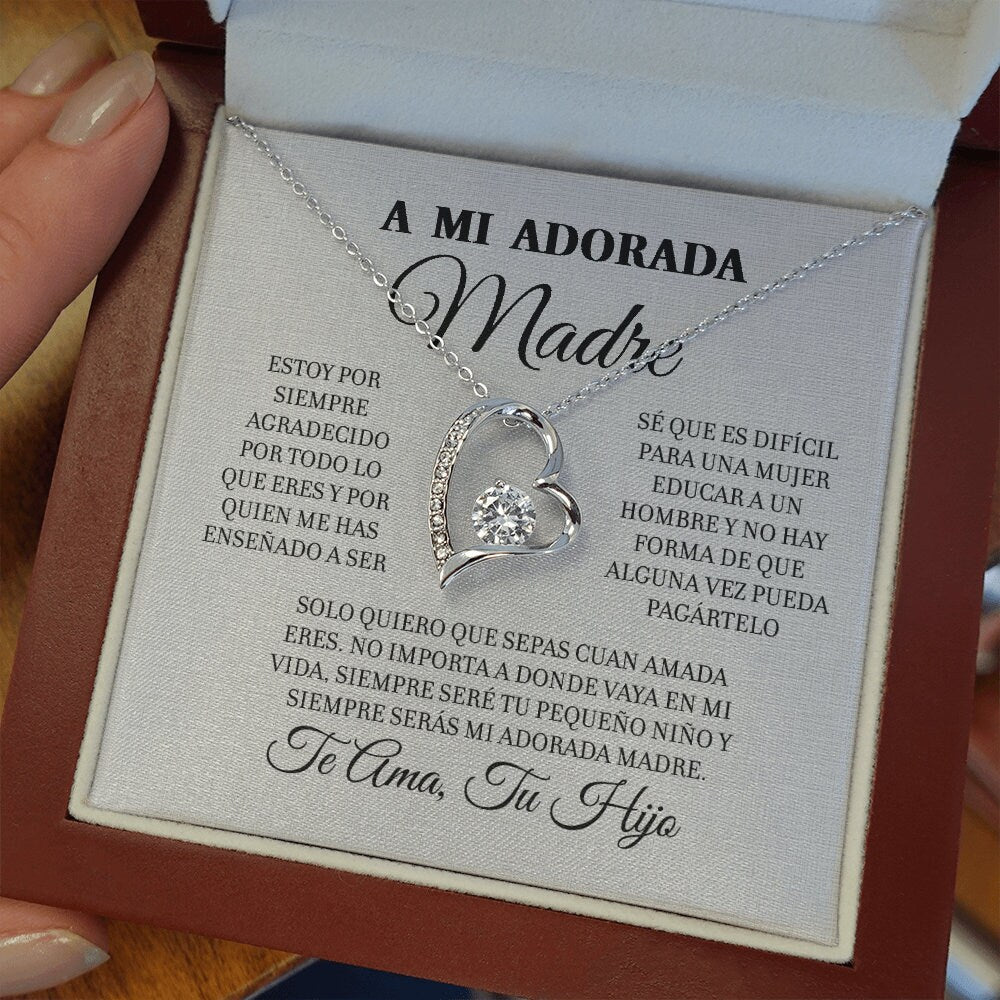 A MI ADORADA
Madre
ESTOY POR
SIEMPRE
AGRADECIDO
POR TODO LO
QUE ERES Y POR
QUIEN ME HAS
ENSEÑADO A SER
SÉ QUE ES DIFÍCIL
PARA UNA MUJER
EDUCAR A UN
HOMBRE Y NO HAY
FORMA DE QUE
ALGUNA VEZ PUEDA
PAGÁRTELO
SOLO QUIERO QUE SEPAS CUAN AMADA
ERES. NO IMPORTA A DONDE VAYA EN MI
VIDA, SIEMPRE SERÉ TU PEQUEÑO NIÑO Y
SIEMPRE SERÁS MI ADORADA MADRE.
Te Ama, Tu Hijo